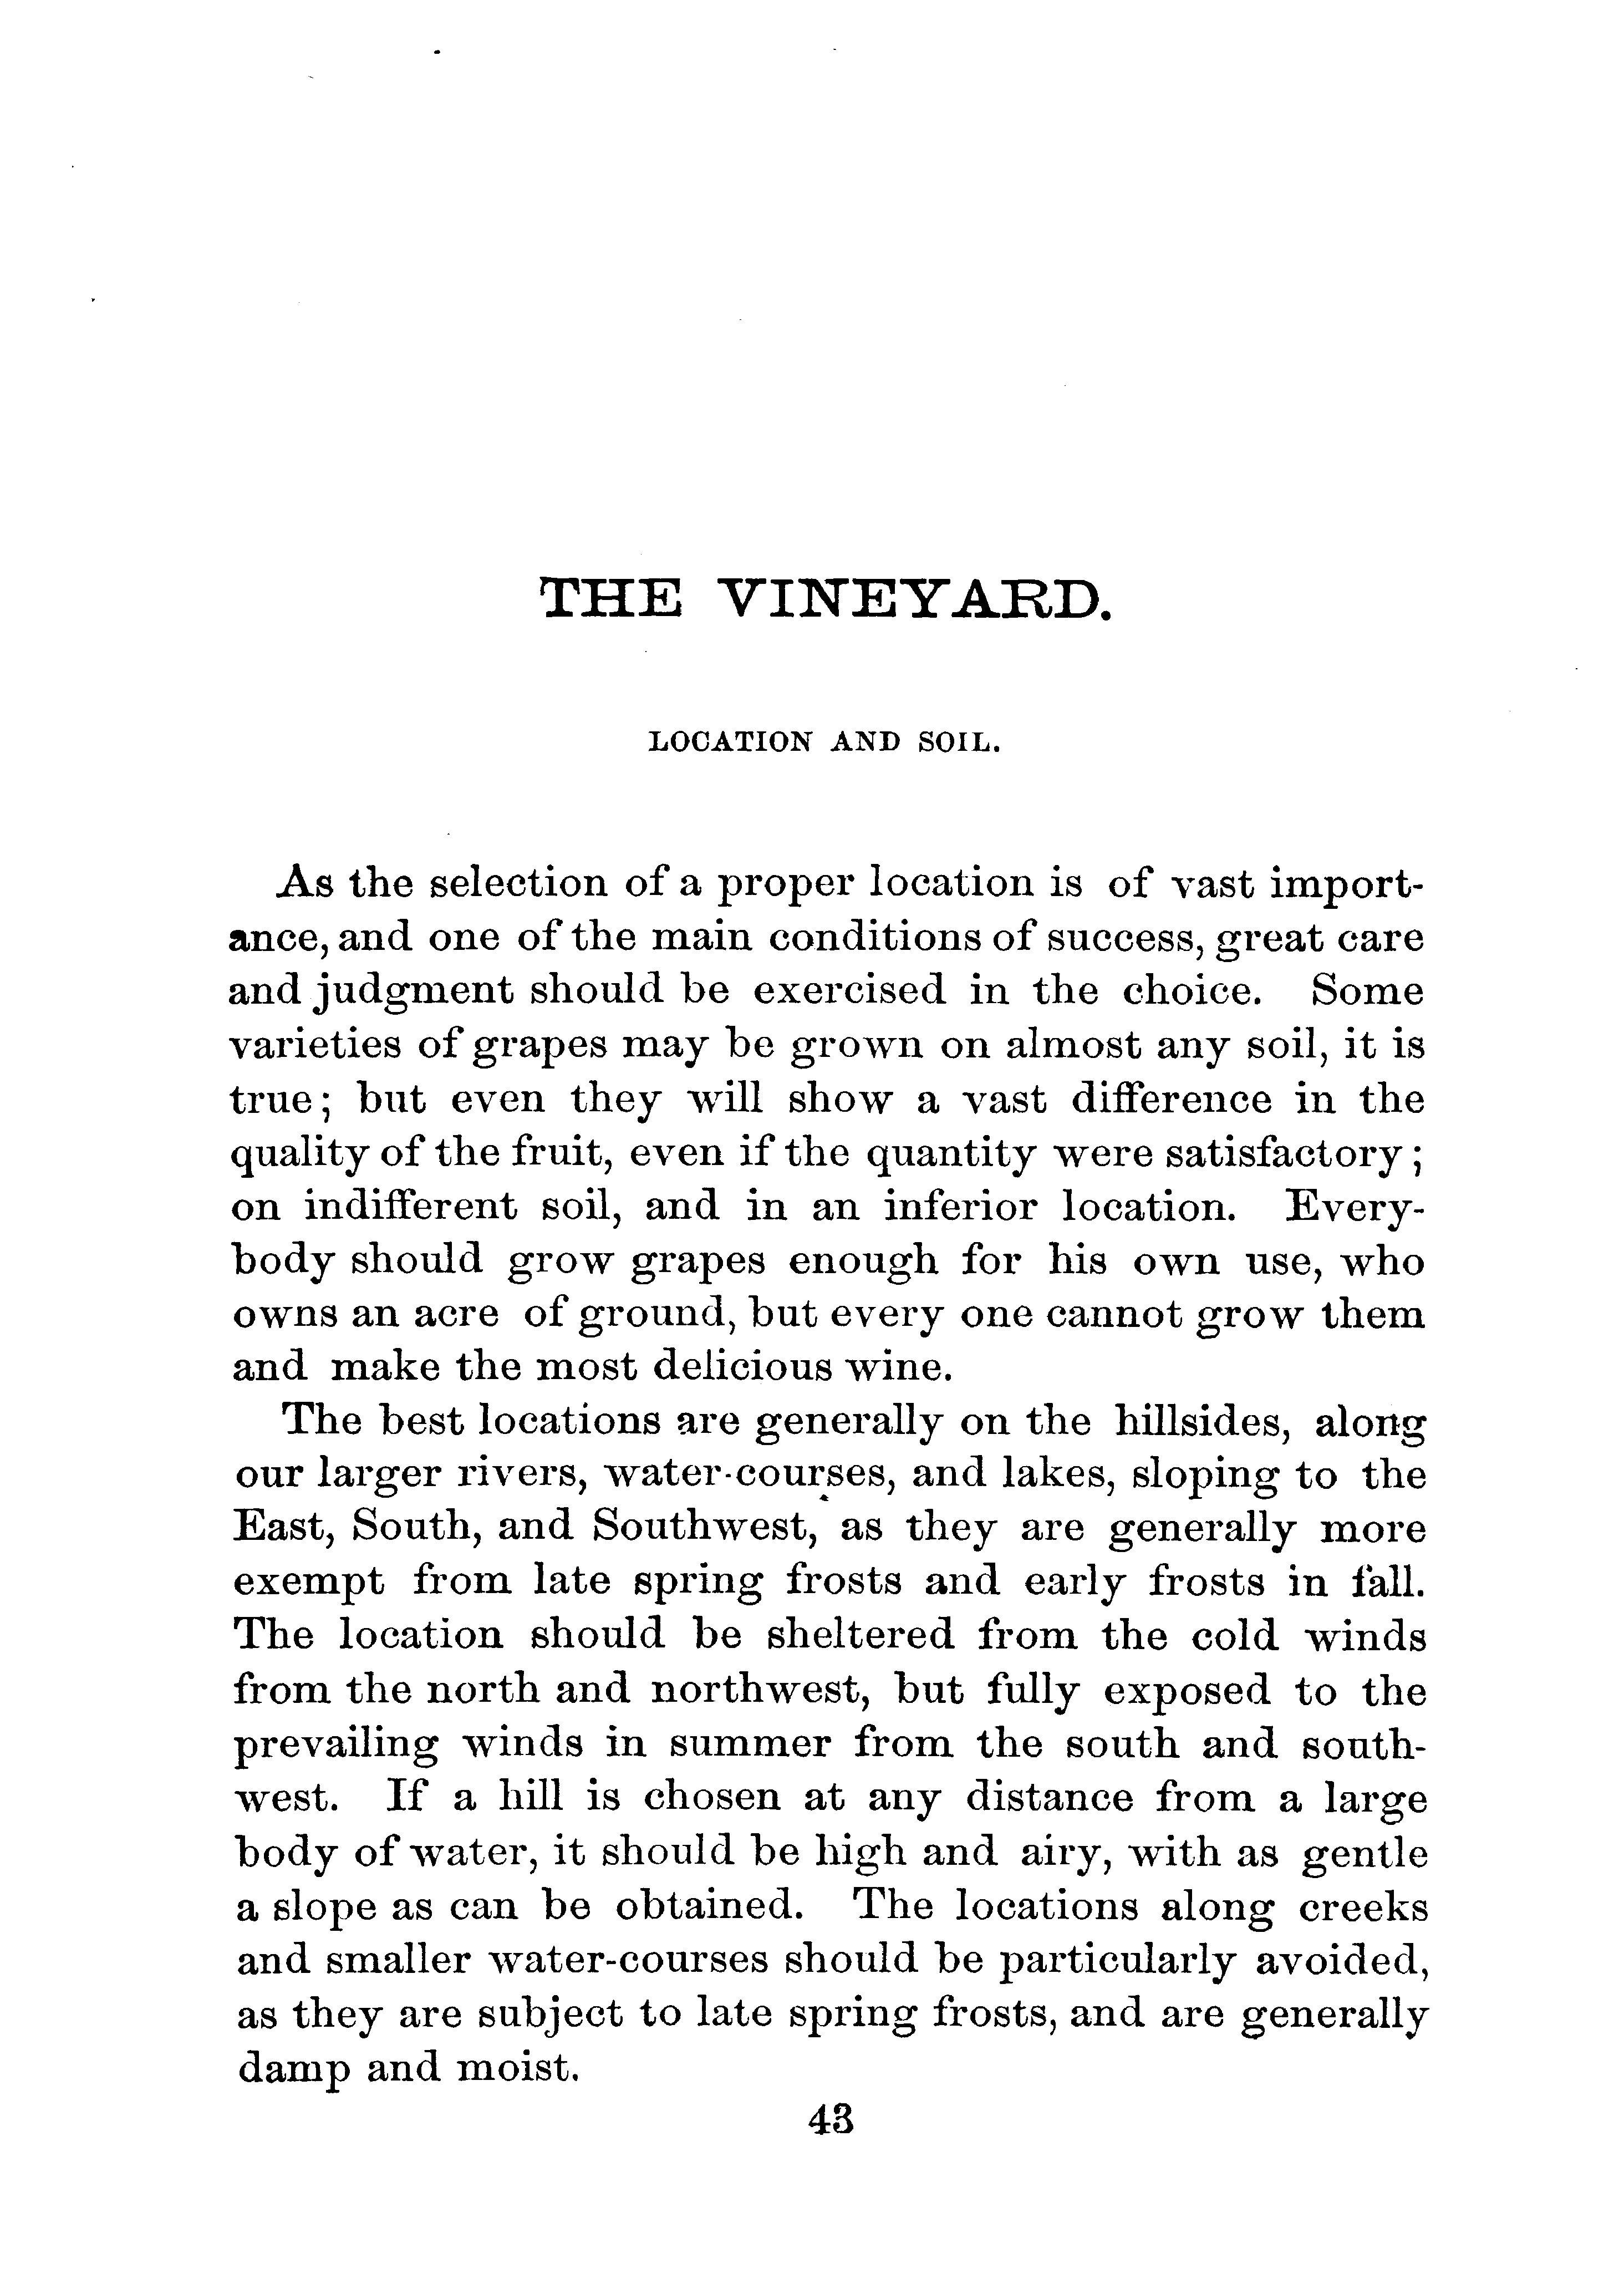 THE VINEYARD.
LOCATION AND SOIL.
As the selection of a proper location is of vast import-
ance, and one of the main conditions of success, great care
and judgment should be exercised in the choice. Some
varieties of grapes may be grown on almost any soil, it is
true; but even they will show a vast difference in the
quality of the fruit, even if the quantity were satisfactory;
on indifferent soil, and in an inferior location. Every-
body should grow grapes enough for his own use, who
owns an acre of ground, but every one cannot grow them
and make the most delicious wine.
The best locations are generally on the hillsides, along
our larger rivers, water-courses, and lakes, sloping to the
East, South, and Southwest, as they are generally more
exempt from late spring frosts and early frosts in fall.
The location should be sheltered from the cold winds
from the north and northwest, but fully exposed to the
prevailing winds in summer from the south and south-
west. If a hill is chosen at any distance from a large
body of water, it should be high and airy, with as gentle
a slope as can be obtained. The locations along creeks
and smaller water-courses should be particularly avoided,
as they are subject to late spring frosts, and are generally
damp and moist.
43